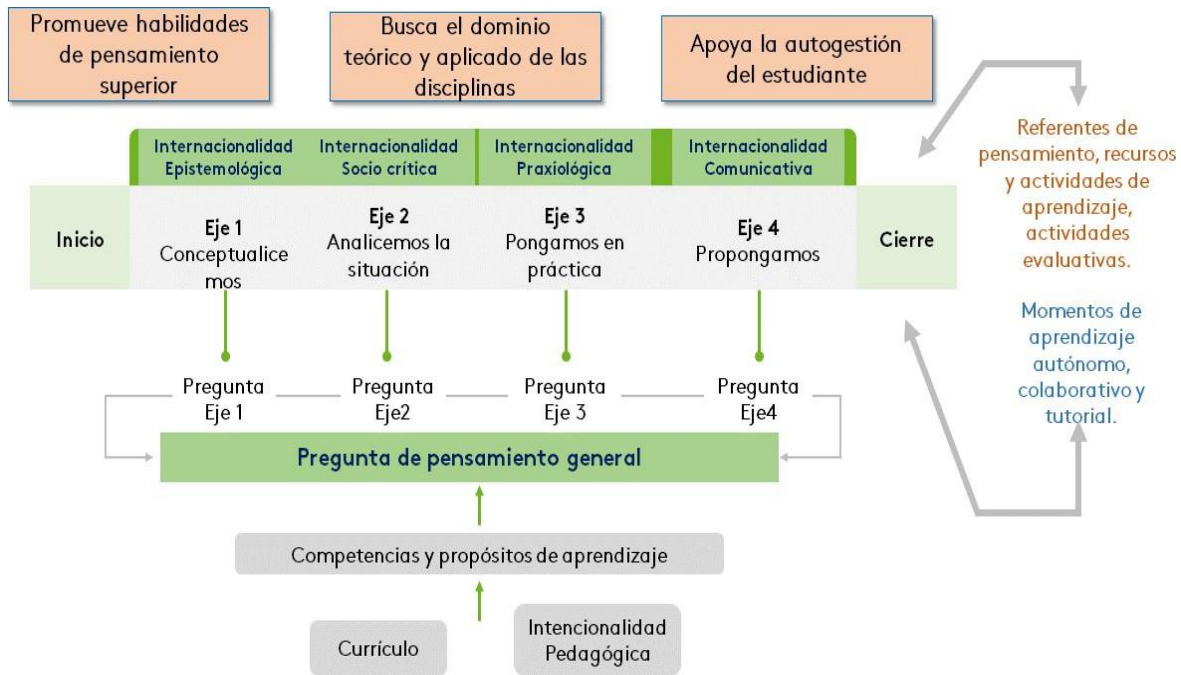 Promueve habilidades
de pensamiento
superior
Busca el dominio
teórico y aplicado de las
disciplinas
Apoya la autogestión
del estudiante
Internacionalidad
Epistemológica
Internacionalidad
Socio crítica
Internacionalidad
Praxiológica
Internacionalidad
Comunicativa
Inicio
Eje 1
Conceptualice
mos
Eje 2
Analicemos la
situación
Eje 3
Pongamos en
práctica
Eje 4
Propongamos
Cierre
Referentes de
pensamiento, recursos
y actividades de
aprendizaje,
actividades
evaluativas.
Momentos de
aprendizaje
autónomo,
colaborativo y
tutorial.
Pregunta
Eje 1
Pregunta
Eje2
Pregunta
Eje 3
Pregunta
Eje4
Pregunta de pensamiento general
Competencias y propósitos de aprendizaje
Currículo
Intencionalidad
Pedagógica